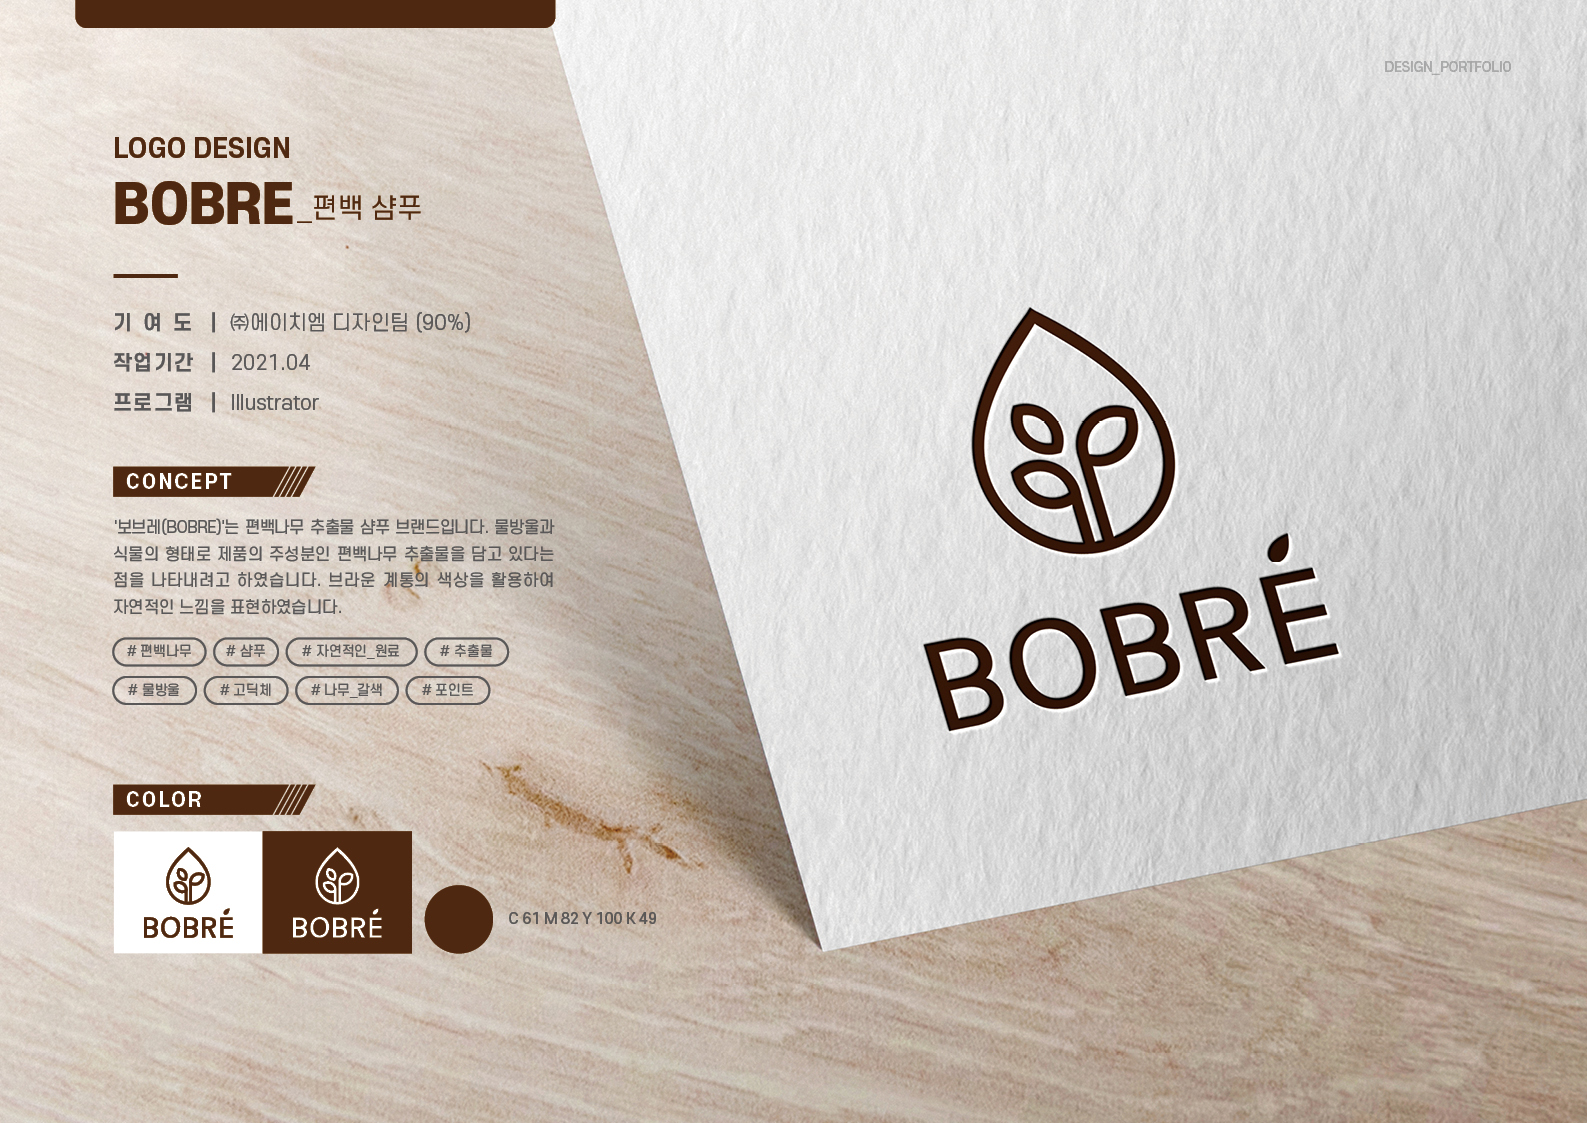 DESIGN_PORTFOLIO
LOGO DESIGN
BOBRE_편백 샴푸
기 여 도 | ㈜에이치엠 디자인팀 (90%)
작업기간 | 2021.04
프로그램 | Illustrator
CONCEPT
'보브레(BOBRE)'는 편백나무 추출물 샴푸 브랜드입니다. 물방울과
식물의 형태로 제품의 주성분인 편백나무 추출물을 담고 있다는
점을 나타내려고 하였습니다. 브라운 계통의 색상을 활용하여
자연적인 느낌을 표현하였습니다.
# 편백나무 # 샴푸 # 자연적인_원료 # 추출물
# 물방울 # 고딕체 # 나무_갈색 # 포인트
COLOR
BOBRÉ BOBRÉ
C 61 M 82 Y 100 K 49
BOBRÉ